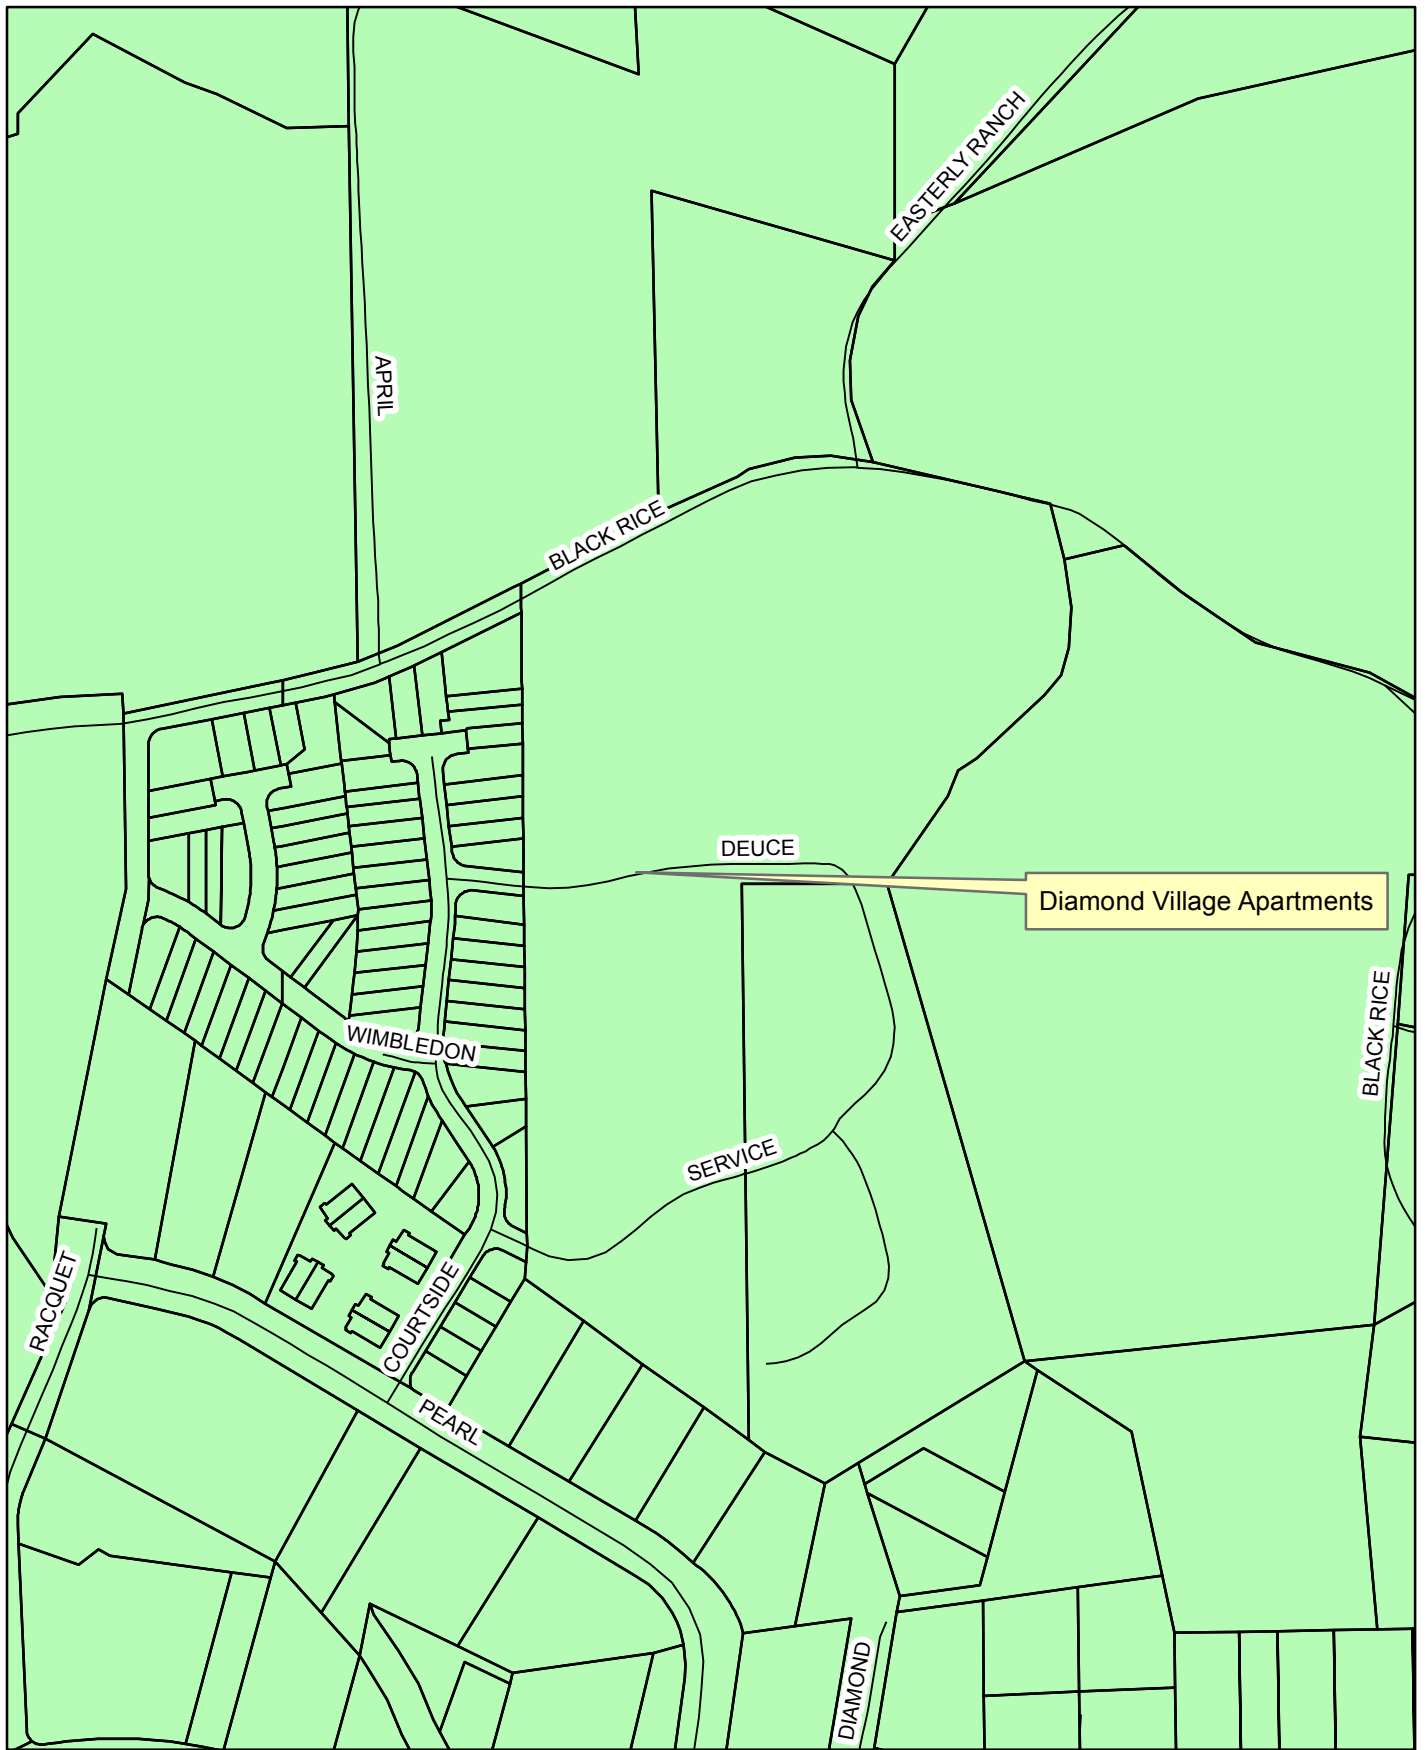 EASTERLY RANCH
APRIL
BLACK RICE
DEUCE
Diamond Village Apartments
BLACK RICE
WIMBLEDON
SERVICE
RACQUET
COURTSIDE
PEARL
DIAMOND